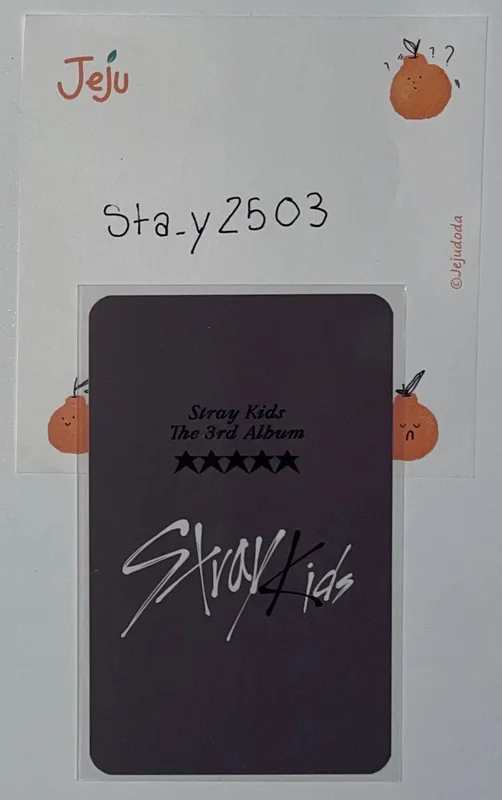 Jeju
? ? ?
Sta_y2503
©Jejudoda
Stray Kids
The 3rd Album
★★★★★
Stray Kids